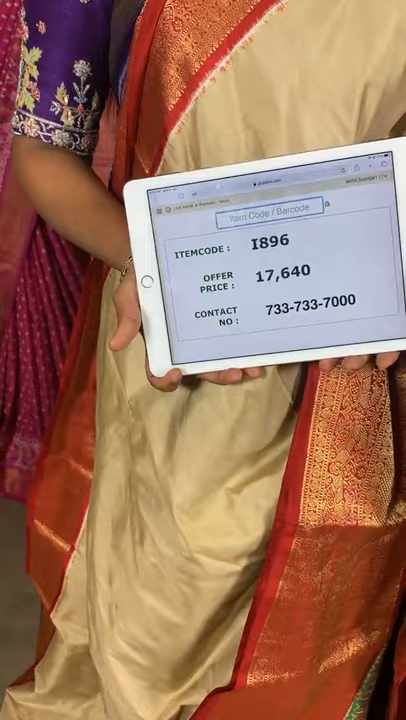 Item Code / Barcode
ITEMCODE : I896
OFFER PRICE : 17,640
CONTACT NO : 733-733-7000